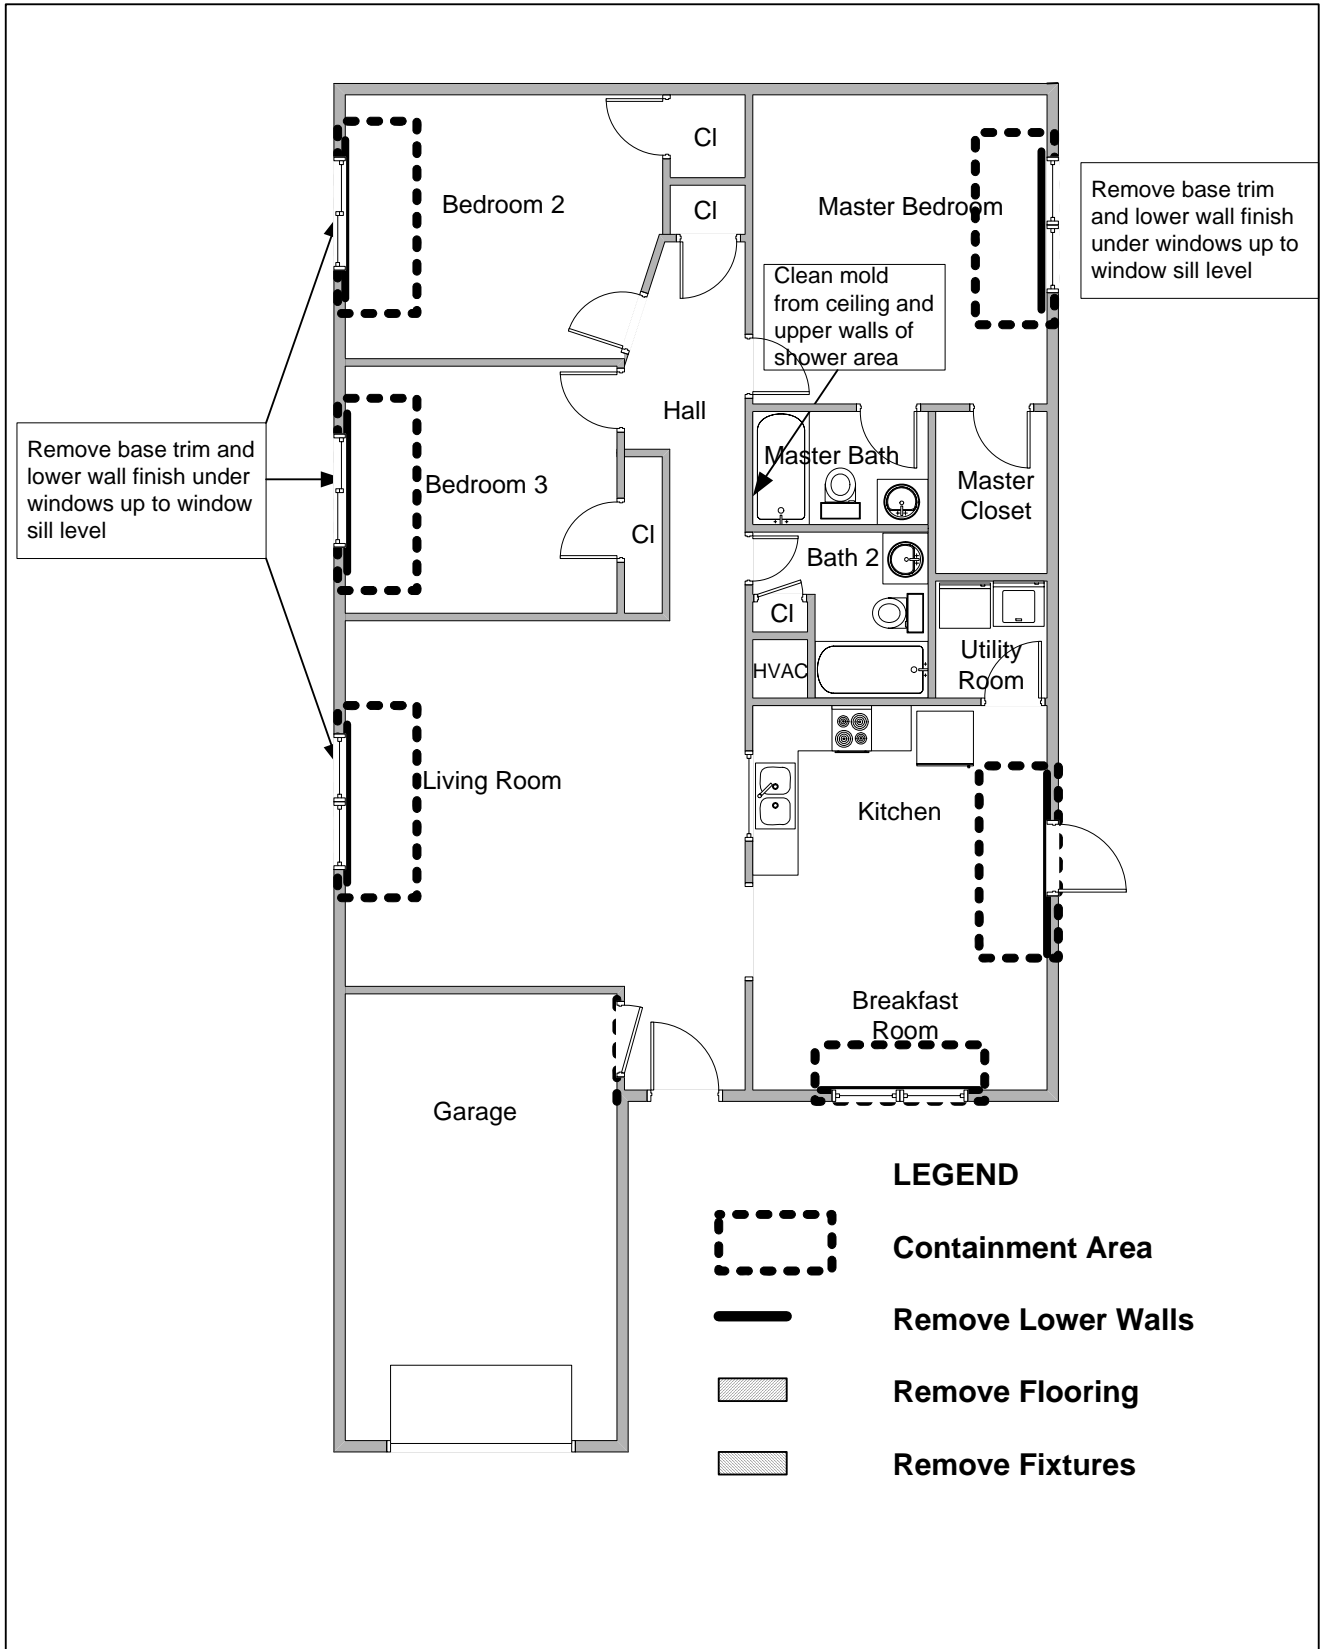 Cl
Bedroom 2
Cl
Master Bedroom
Remove base trim
and lower wall finish
under windows up to
window sill level
Clean mold
from ceiling and
upper walls of
shower area
Hall
Remove base trim and
lower wall finish under
windows up to window
sill level
Bedroom 3
Cl
Master Bath
Master
Closet
Bath 2
Cl
HVAC
Utility
Room
Living Room
Kitchen
Breakfast
Room
Garage
LEGEND
Containment Area
Remove Lower Walls
Remove Flooring
Remove Fixtures